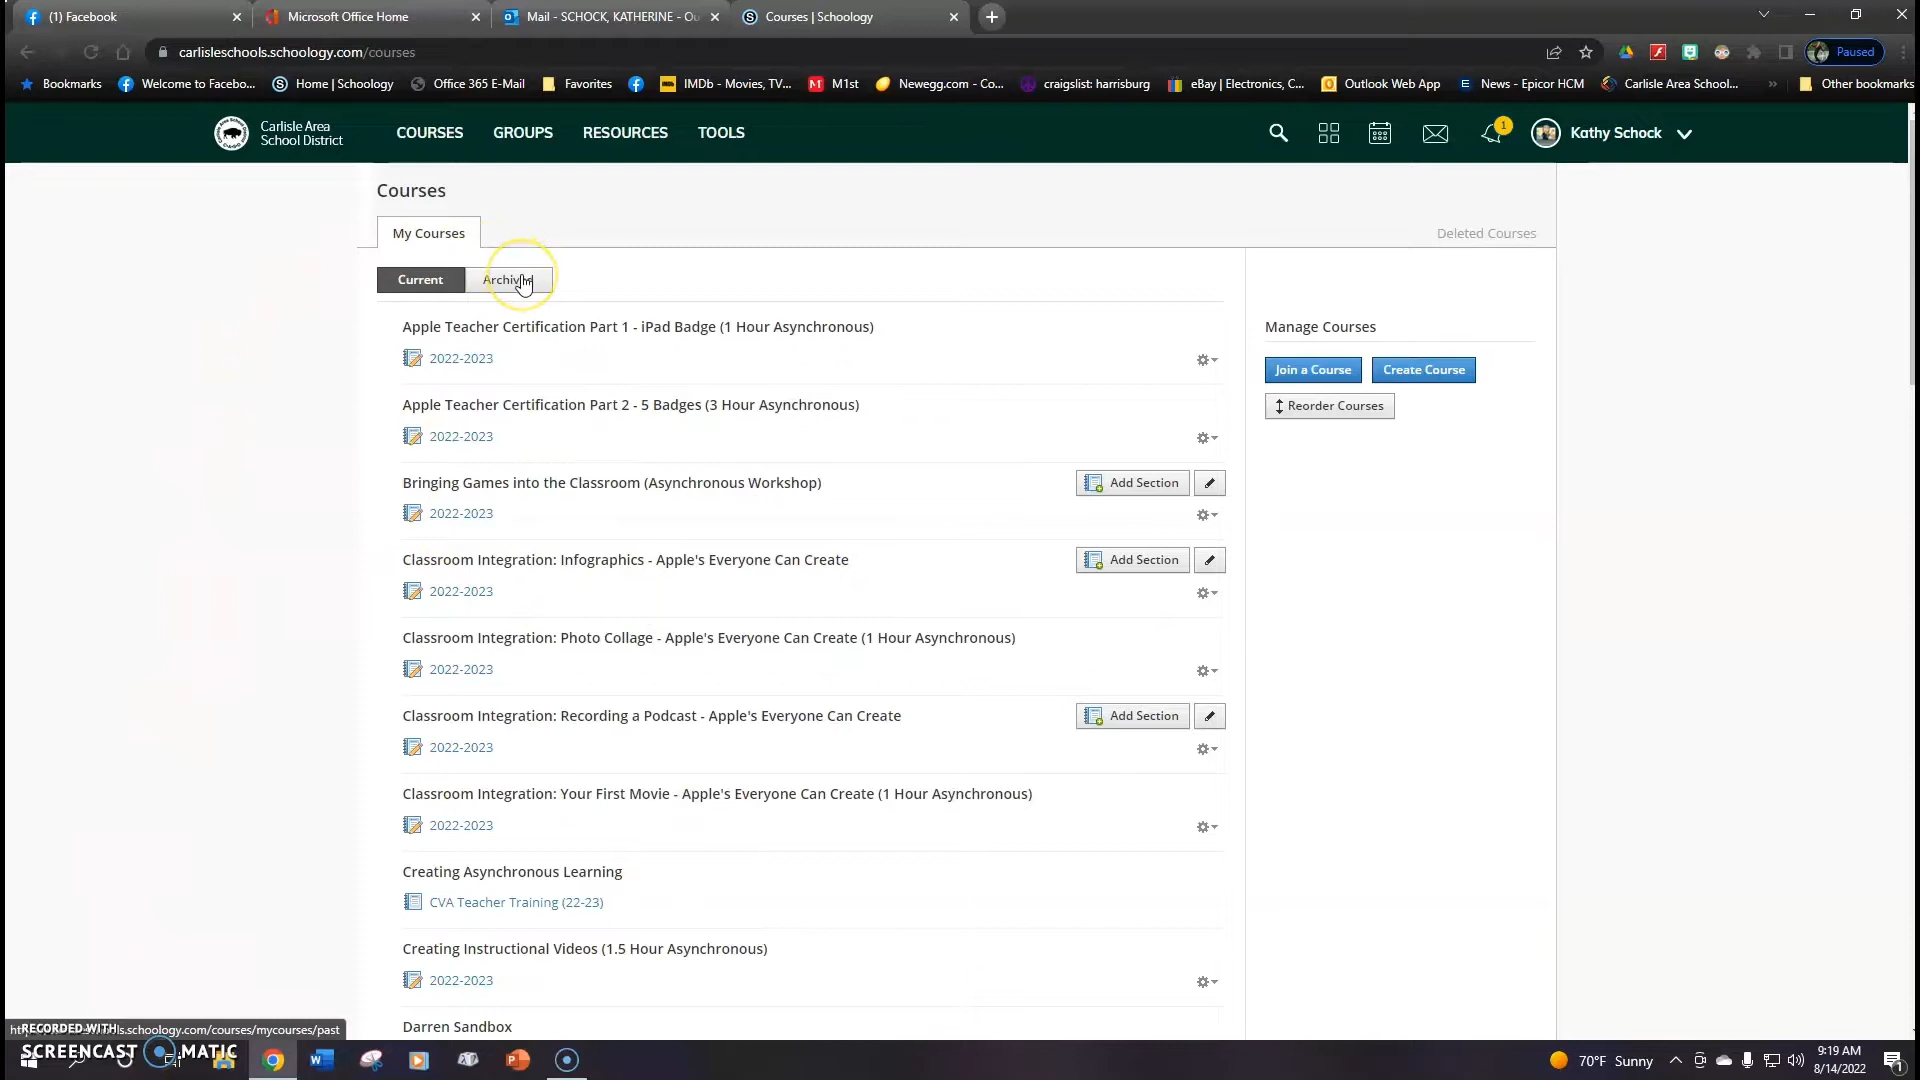 (1) Facebook
Microsoft Office Home
Mail - SCHOCK, KATHERINE - Ou
Courses | Schoology
carlisleschools.schoology.com/courses
Paused
Bookmarks
Welcome to Facebo...
Home | Schoology
Office 365 E-Mail
Favorites
IMDb - Movies, TV...
M1st
Newegg.com - Co...
craigslist: harrisburg
eBay | Electronics, C...
Outlook Web App
News - Epicor HCM
Carlisle Area School...
»
Other bookmarks
Carlisle Area
School District
COURSES
GROUPS
RESOURCES
TOOLS
1
Kathy Schock
Courses
My Courses
Deleted Courses
Current
Archived
Apple Teacher Certification Part 1 - iPad Badge (1 Hour Asynchronous)
2022-2023
Manage Courses
Join a Course
Create Course
Reorder Courses
Apple Teacher Certification Part 2 - 5 Badges (3 Hour Asynchronous)
2022-2023
Bringing Games into the Classroom (Asynchronous Workshop)
Add Section
2022-2023
Classroom Integration: Infographics - Apple's Everyone Can Create
Add Section
2022-2023
Classroom Integration: Photo Collage - Apple's Everyone Can Create (1 Hour Asynchronous)
2022-2023
Classroom Integration: Recording a Podcast - Apple's Everyone Can Create
Add Section
2022-2023
Classroom Integration: Your First Movie - Apple's Everyone Can Create (1 Hour Asynchronous)
2022-2023
Creating Asynchronous Learning
CVA Teacher Training (22-23)
Creating Instructional Videos (1.5 Hour Asynchronous)
2022-2023
Darren Sandbox
ls.schoology.com/courses/mycourses/past
RECORDED WITH
SCREENCAST MATIC
70°F Sunny
9:19 AM
8/14/2022
1